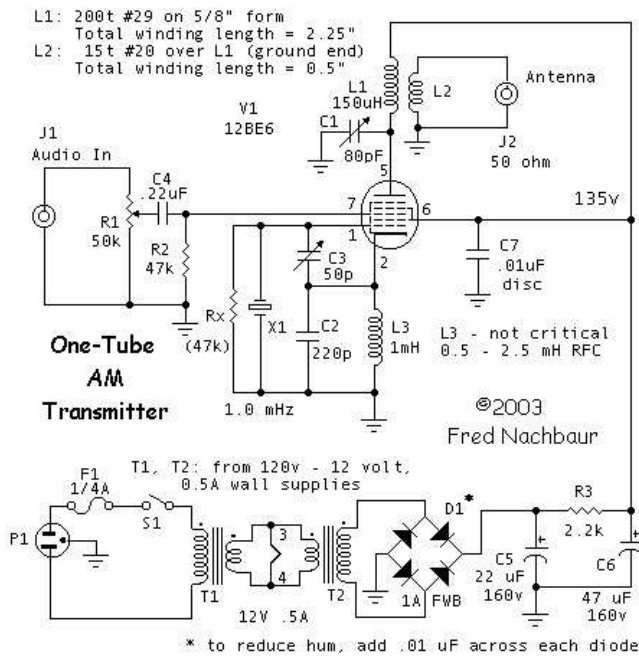 L1: 200t #29 on 5/8" form
Total winding length = 2.25"
L2: 15t #20 over L1 (ground end)
Total winding length = 0.5"
V1
12BE6
L1
150uH
L2
Antenna
J2
50 ohm
C1
80pF
J1
Audio In
C4
.22uF
R1
50k
R2
47k
5
7
6
1
2
135v
C3
50p
C7
.01uF
disc
Rx
(47k)
X1
C2
220p
L3
1mH
L3 - not critical
0.5 - 2.5 mH RFC
1.0 mHz
One-Tube
AM
Transmitter
©2003
Fred Nachbaur
F1
1/4A
S1
P1
T1, T2: from 120v - 12 volt,
0.5A wall supplies
T1
3
4
T2
12V .5A
D1*
1A FWB
R3
2.2k
C5
22 uF
160v
C6
47 uF
160v
* to reduce hum, add .01 uF across each diode